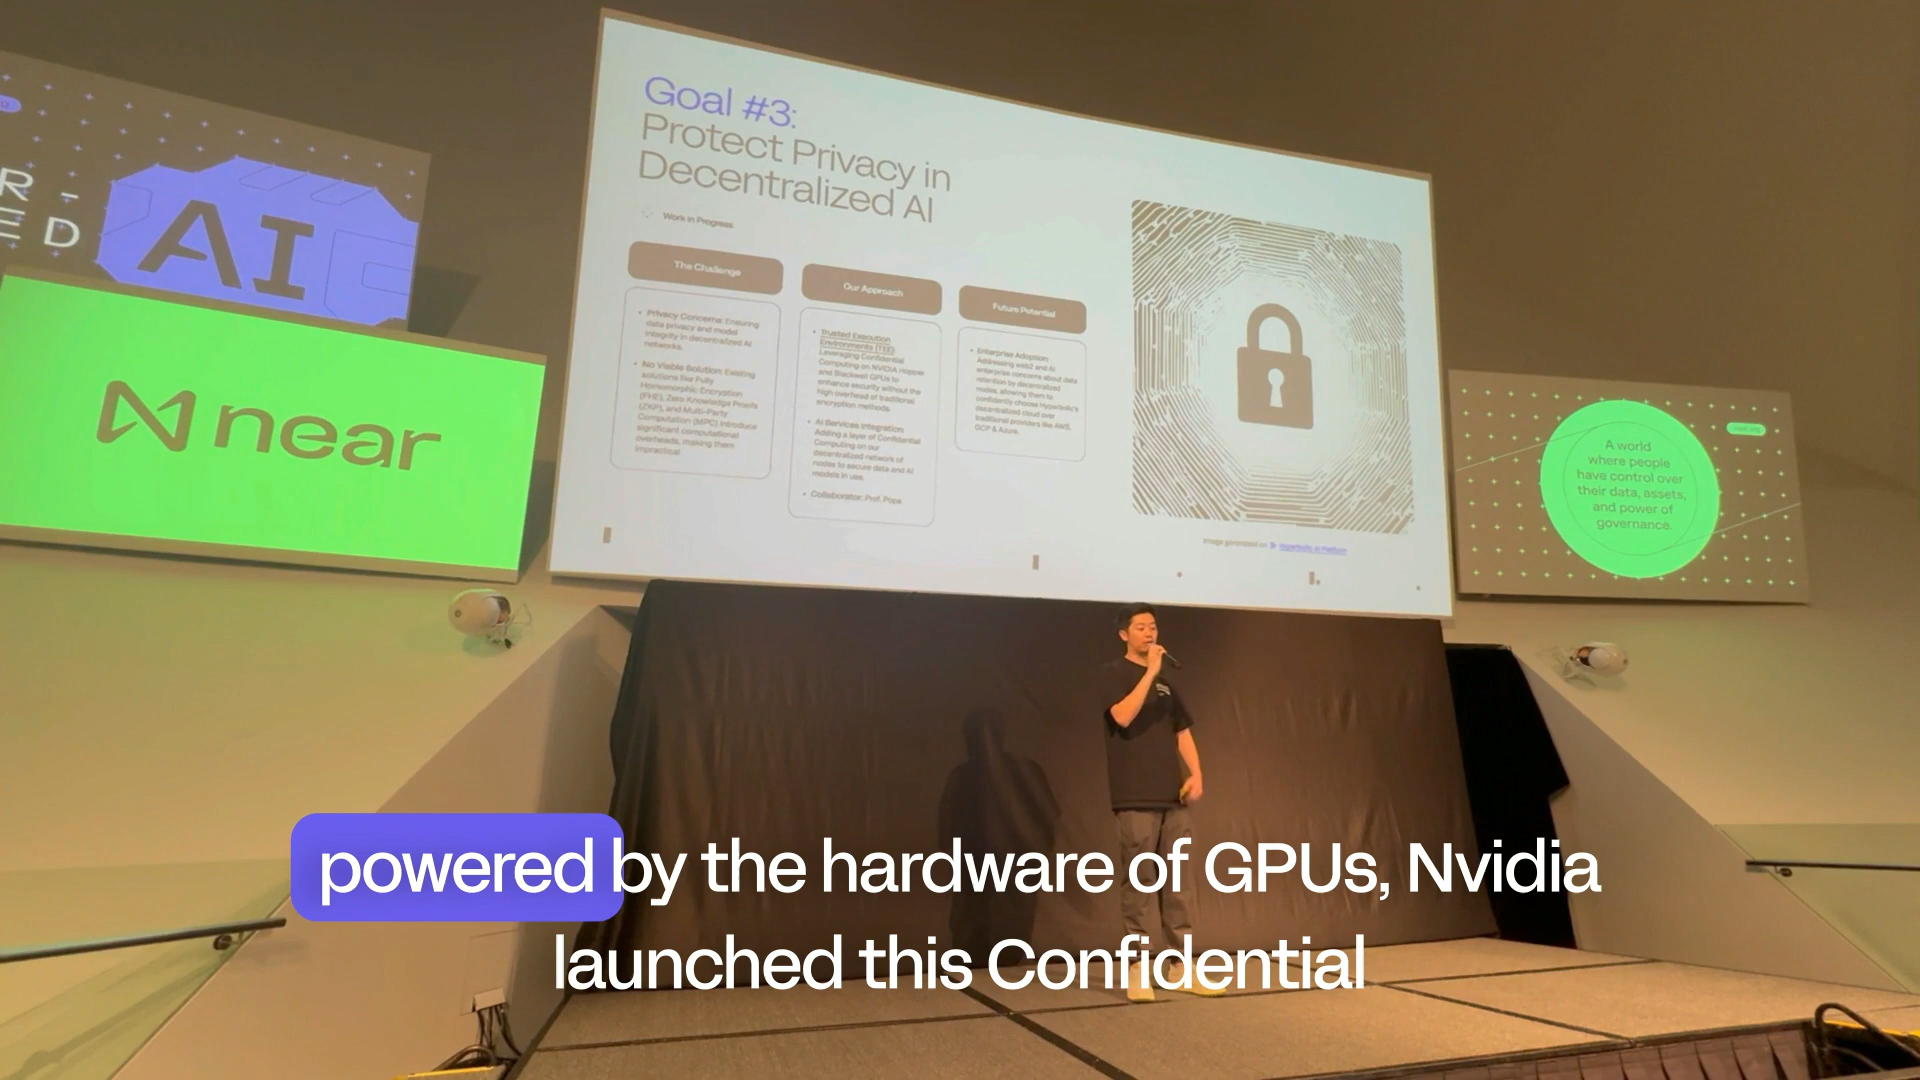 R -
ED
AI
near
Goal #3:
Protect Privacy in
Decentralized AI
Work in Progress
The Challenge
• Privacy Concerns: Ensuring
data privacy and model
integrity in decentralized AI
networks.
• No Viable Solution: Existing
solutions like Fully
Homomorphic Encryption
(FHE), Zero Knowledge Proofs
(ZKP), and Multi-Party
Computation (MPC) introduce
significant computational
overheads, making them
impractical
Our Approach
• Trusted Execution
Environments (TEE)
Leveraging Confidential
Computing on NVIDIA Hopper
and Blackwell GPUs to
enhance security without the
high overhead of traditional
encryption methods.
• AI Services Integration:
Adding a layer of Confidential
Computing on our
decentralized network of
nodes to secure data and AI
models in use.
• Collaborator: Prof. Popa
Future Potential
• Enterprise Adoption:
Addressing web2 and AI
enterprise concerns about data
retention by decentralized
nodes, allowing them to
confidently choose Hyperbolic's
decentralized cloud over
traditional providers like AWS,
GCP & Azure.
Image generated on Hyperbolic AI Platform
A world
where people
have control over
their data, assets,
and power of
governance.
powered by the hardware of GPUs, Nvidia
launched this Confidential